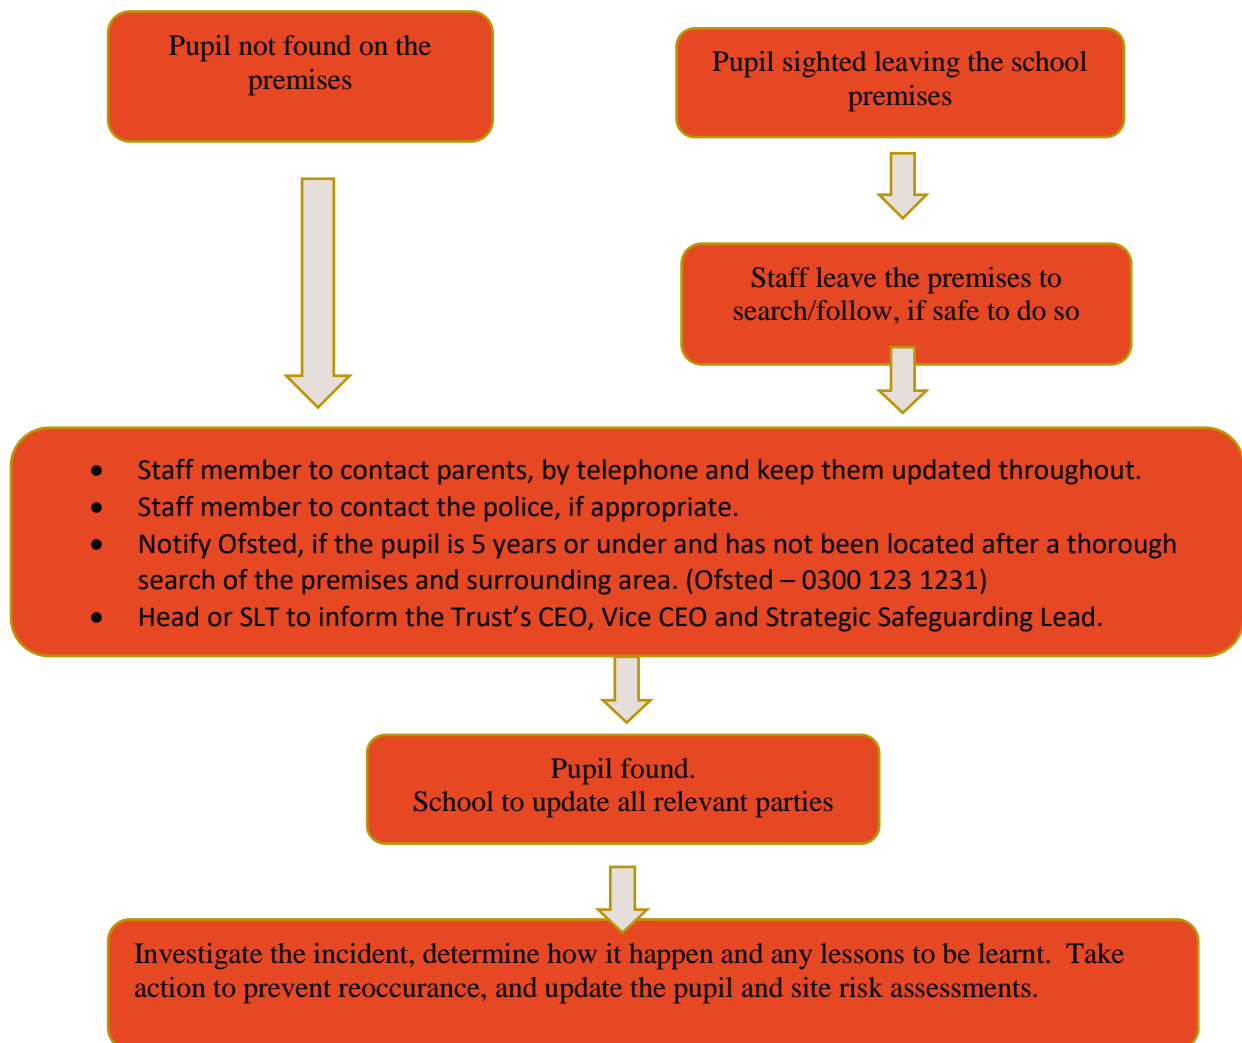 Pupil not found on the
premises
Pupil sighted leaving the school
premises
Staff leave the premises to
search/follow, if safe to do so
• Staff member to contact parents, by telephone and keep them updated throughout.
• Staff member to contact the police, if appropriate.
• Notify Ofsted, if the pupil is 5 years or under and has not been located after a thorough
search of the premises and surrounding area. (Ofsted – 0300 123 1231)
• Head or SLT to inform the Trust’s CEO, Vice CEO and Strategic Safeguarding Lead.
Pupil found.
School to update all relevant parties
Investigate the incident, determine how it happen and any lessons to be learnt.  Take
action to prevent reoccurance, and update the pupil and site risk assessments.